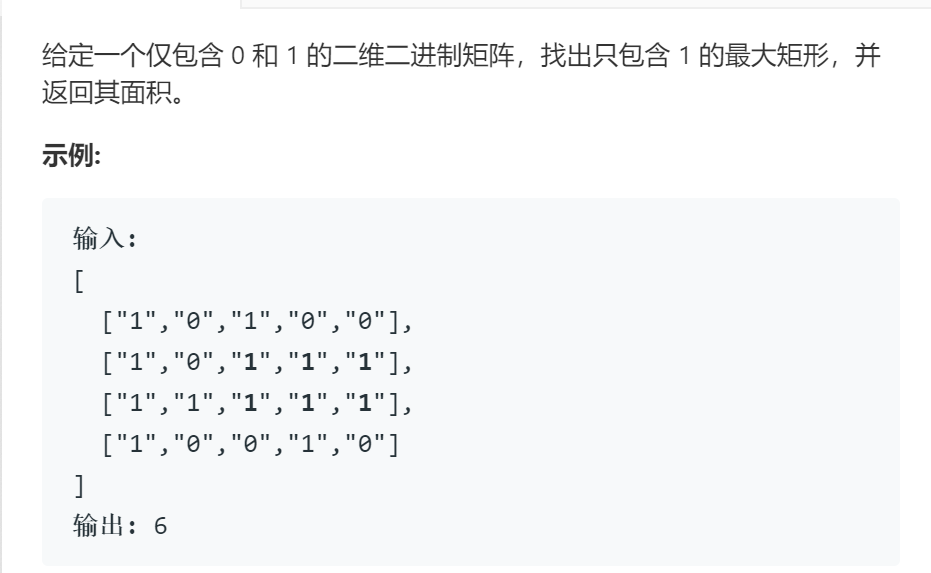 给定一个仅包含 0 和 1 的二维二进制矩阵，找出只包含 1 的最大矩形，并
返回其面积。
示例:
输入:
[
  ["1","0","1","0","0"],
  ["1","0","1","1","1"],
  ["1","1","1","1","1"],
  ["1","0","0","1","0"]
]
输出: 6